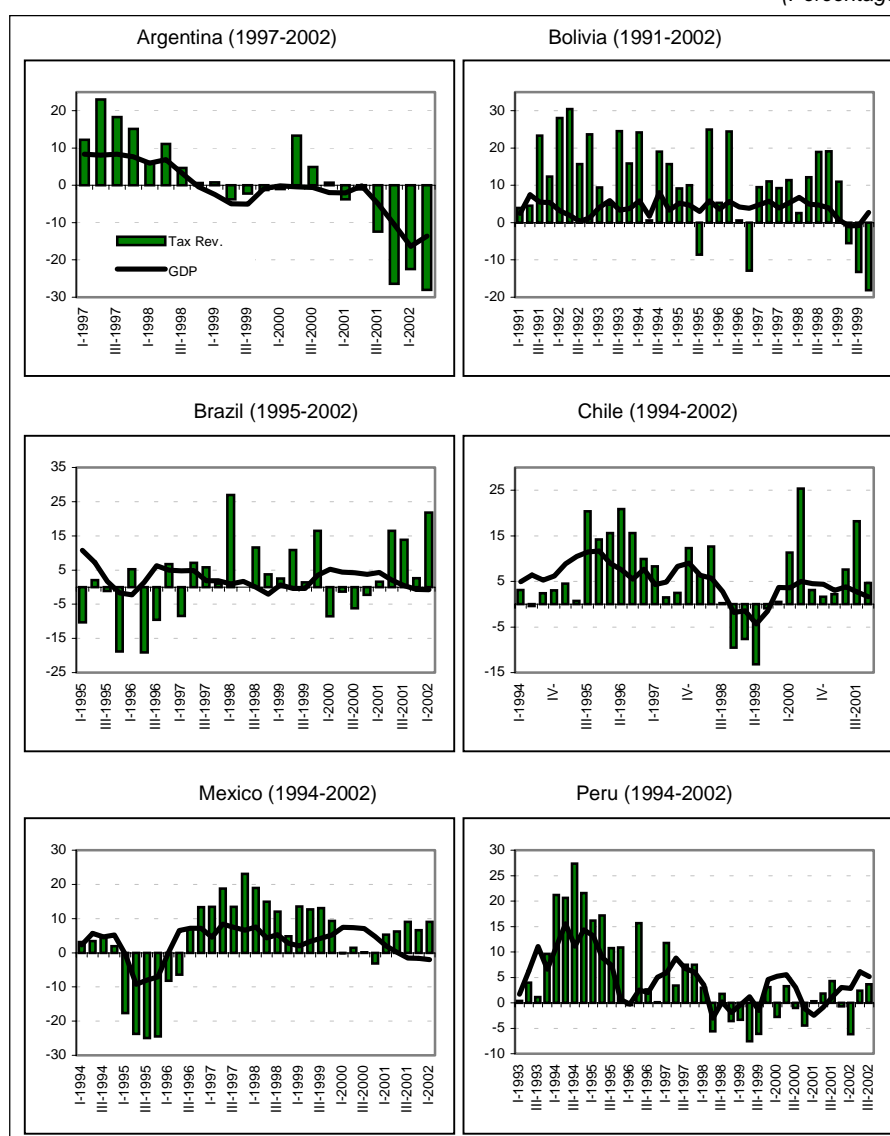 (Percentag
Argentina (1997-2002)
20
10
0
-10
-20
-30
Tax Rev.
GDP
I-1997
III-1997
I-1998
III-1998
I-1999
III-1999
I-2000
III-2000
I-2001
III-2001
I-2002
Bolivia (1991-2002)
30
20
10
0
-10
-20
I-1991
III-1991
I-1992
III-1992
I-1993
III-1993
I-1994
III-1994
I-1995
III-1995
I-1996
III-1996
I-1997
III-1997
I-1998
III-1998
I-1999
III-1999
Brazil (1995-2002)
35
25
15
5
-5
-15
-25
I-1995
III-1995
I-1996
III-1996
I-1997
III-1997
I-1998
III-1998
I-1999
III-1999
I-2000
III-2000
I-2001
III-2001
I-2002
Chile (1994-2002)
25
15
5
-5
-15
I-1994
IV-
III-1995
II-1996
I-1997
IV-
III-1998
II-1999
I-2000
IV-
III-2001
Mexico (1994-2002)
30
20
10
0
-10
-20
-30
I-1994
III-1994
I-1995
III-1995
I-1996
III-1996
I-1997
III-1997
I-1998
III-1998
I-1999
III-1999
I-2000
III-2000
I-2001
III-2001
I-2002
Peru (1994-2002)
30
25
20
15
10
5
0
-5
-10
I-1993
III-1993
I-1994
III-1994
I-1995
III-1995
I-1996
III-1996
I-1997
III-1997
I-1998
III-1998
I-1999
III-1999
I-2000
III-2000
I-2001
III-2001
I-2002
III-2002